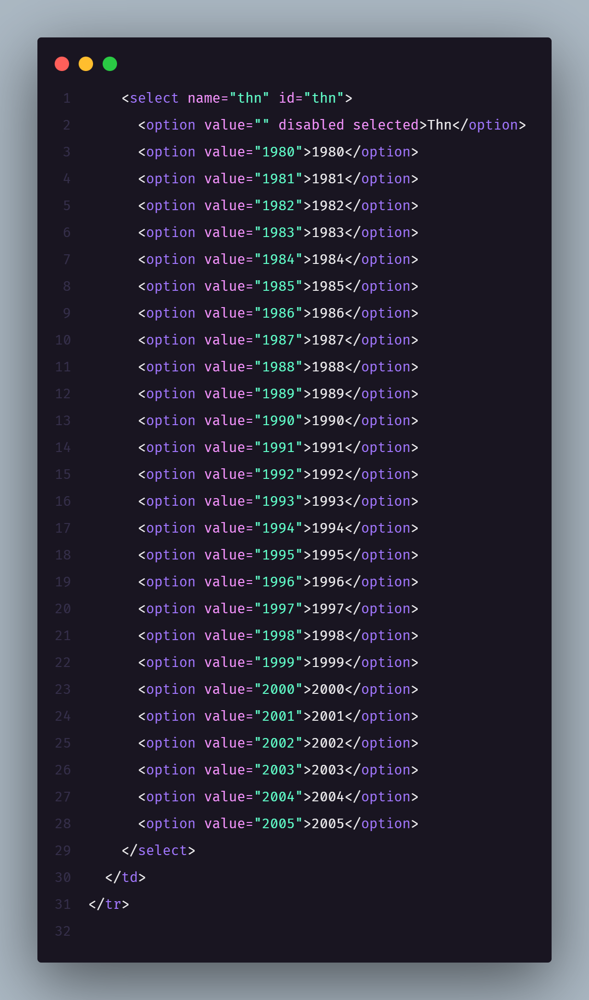 1 <select name="thn" id="thn">
2 <option value="" disabled selected>Thn</option>
3 <option value="1980">1980</option>
4 <option value="1981">1981</option>
5 <option value="1982">1982</option>
6 <option value="1983">1983</option>
7 <option value="1984">1984</option>
8 <option value="1985">1985</option>
9 <option value="1986">1986</option>
10 <option value="1987">1987</option>
11 <option value="1988">1988</option>
12 <option value="1989">1989</option>
13 <option value="1990">1990</option>
14 <option value="1991">1991</option>
15 <option value="1992">1992</option>
16 <option value="1993">1993</option>
17 <option value="1994">1994</option>
18 <option value="1995">1995</option>
19 <option value="1996">1996</option>
20 <option value="1997">1997</option>
21 <option value="1998">1998</option>
22 <option value="1999">1999</option>
23 <option value="2000">2000</option>
24 <option value="2001">2001</option>
25 <option value="2002">2002</option>
26 <option value="2003">2003</option>
27 <option value="2004">2004</option>
28 <option value="2005">2005</option>
29 </select>
30 </td>
31 </tr>
32